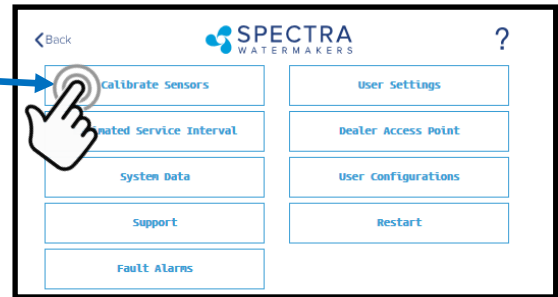 Back
SPECTRA
WATERMAKERS
?
Calibrate Sensors
User Settings
mated Service Interval
Dealer Access Point
System Data
User Configurations
Support
Restart
Fault Alarms